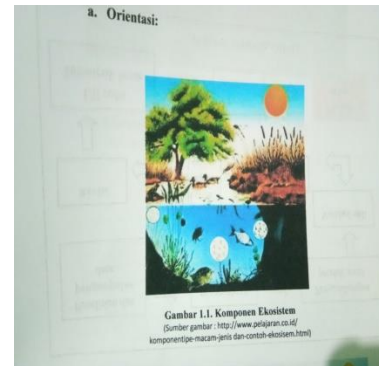 a. Orientasi:
Gambar 1.1. Komponen Ekosistem
(Sumber gambar : http://www.pelajaran.co.id/
komponentipe-macam-jenis dan-contoh-ekosisem.html)